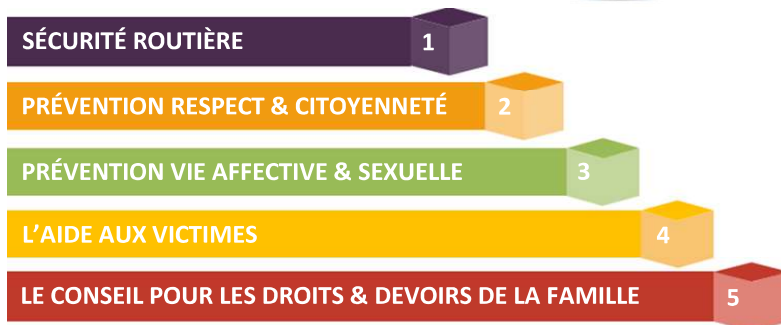 SÉCURITÉ ROUTIÈRE 1
PRÉVENTION RESPECT & CITOYENNETÉ 2
PRÉVENTION VIE AFFECTIVE & SEXUELLE 3
L’AIDE AUX VICTIMES 4
LE CONSEIL POUR LES DROITS & DEVOIRS DE LA FAMILLE 5